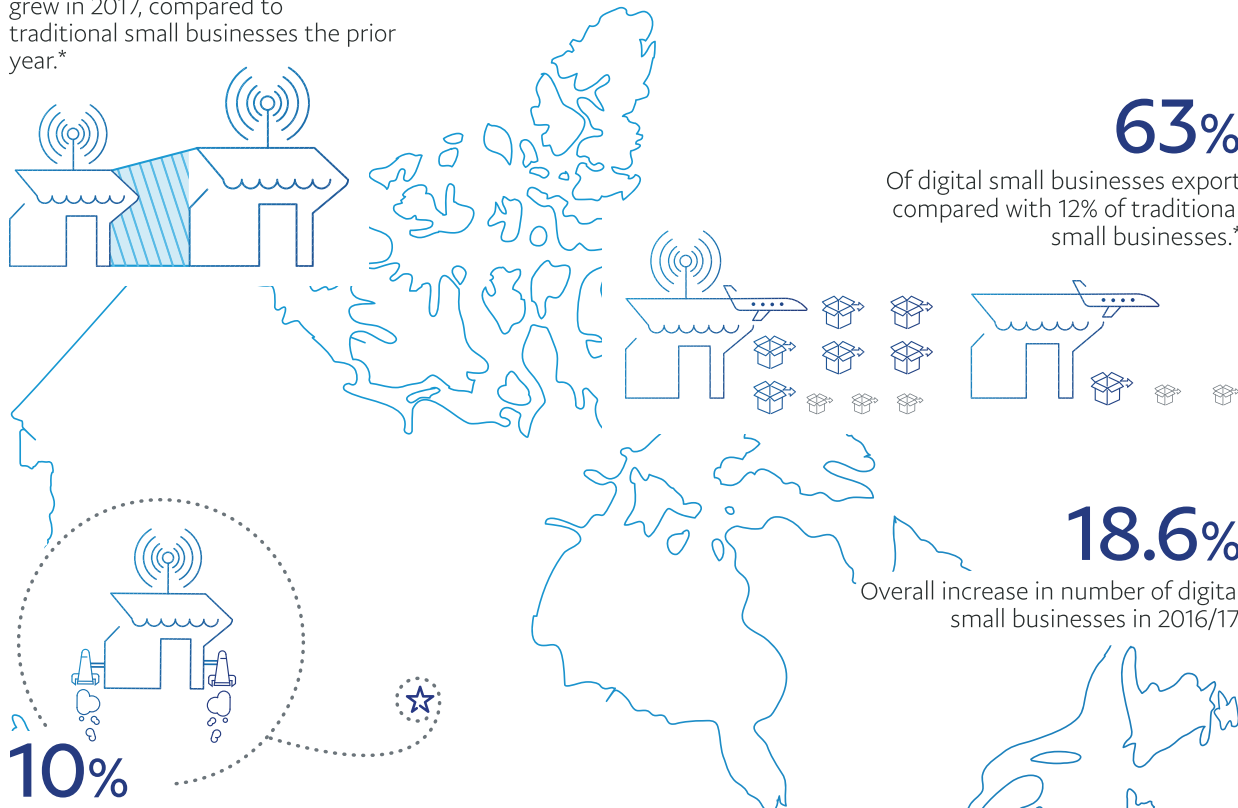 grew in 2017, compared to
traditional small businesses the prior
year.*
63%
Of digital small businesses export
compared with 12% of traditiona
small businesses.*
18.6%
Overall increase in number of digita
small businesses in 2016/17
10%